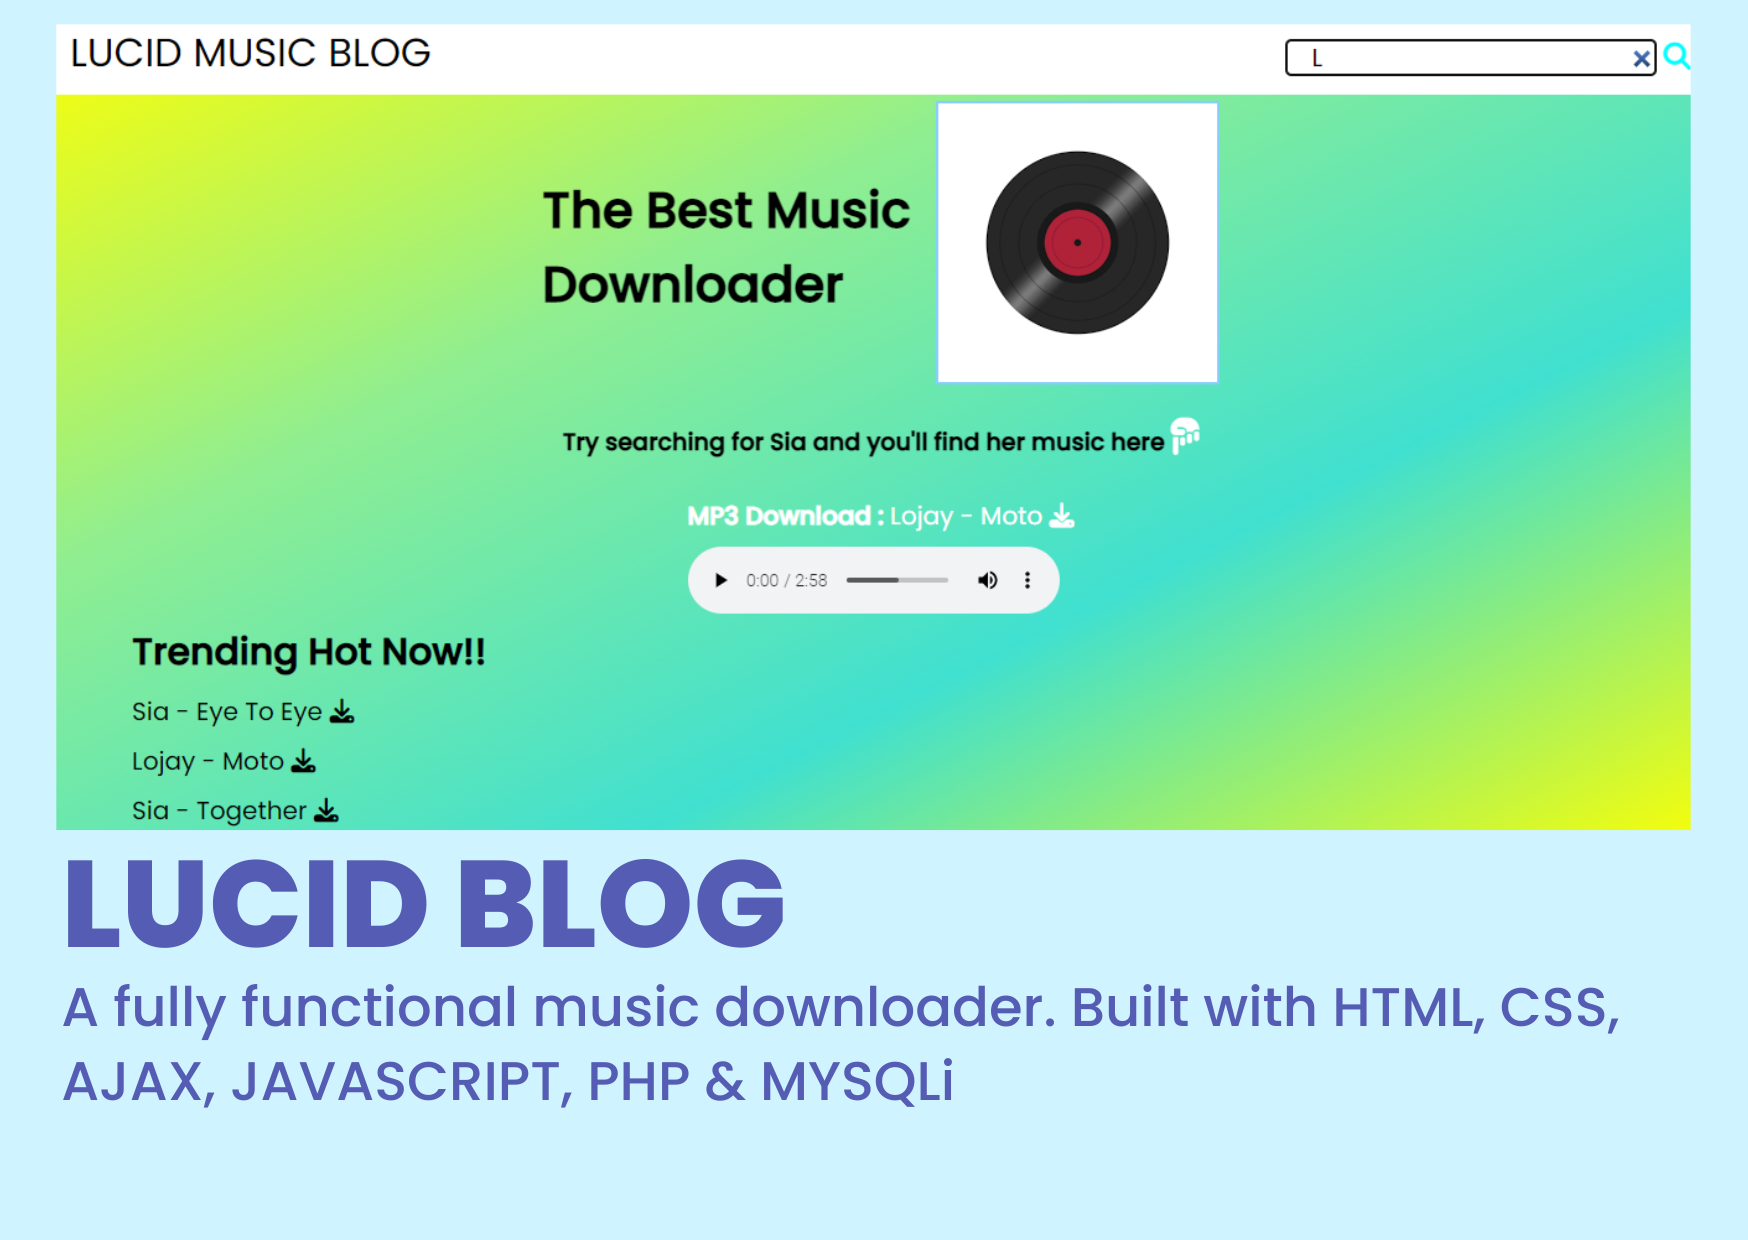 LUCID MUSIC BLOG
L
The Best Music
Downloader
Try searching for Sia and you'll find her music here
MP3 Download : Lojay - Moto
0:00 / 2:58
Trending Hot Now!!
Sia - Eye To Eye
Lojay - Moto
Sia - Together
LUCID BLOG
A fully functional music downloader. Built with HTML, CSS,
AJAX, JAVASCRIPT, PHP & MYSQLi